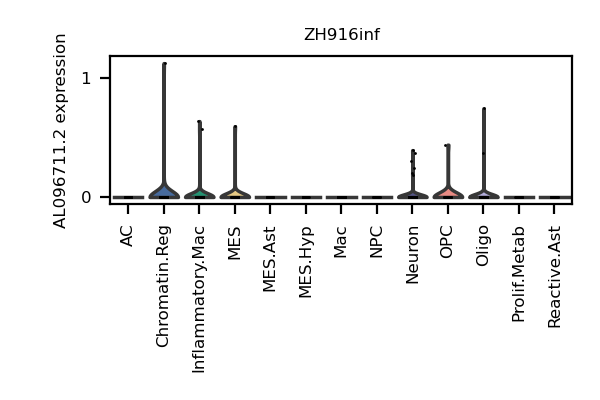 ZH916inf
AL096711.2 expression
1
0
AC
Chromatin.Reg
Inflammatory.Mac
MES
MES.Ast
MES.Hyp
Mac
NPC
Neuron
OPC
Oligo
Prolif.Metab
Reactive.Ast